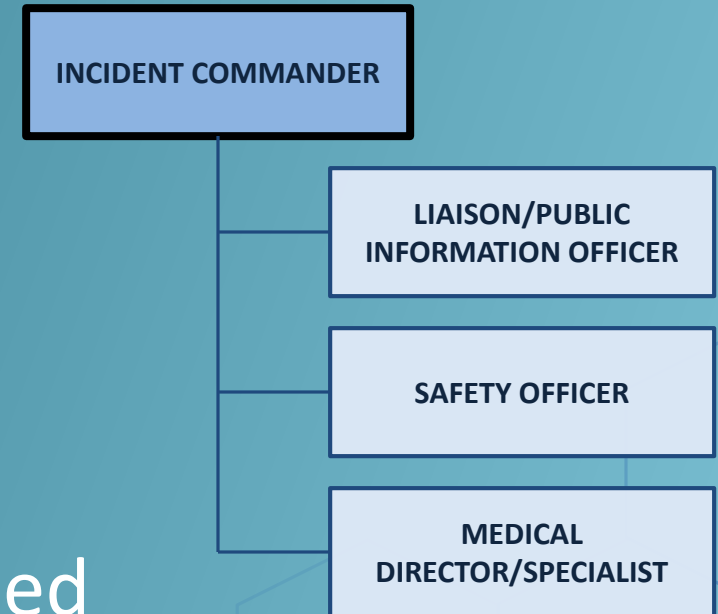 INCIDENT COMMANDER
LIAISON/PUBLIC
INFORMATION OFFICER
SAFETY OFFICER
MEDICAL
DIRECTOR/SPECIALIST
ed